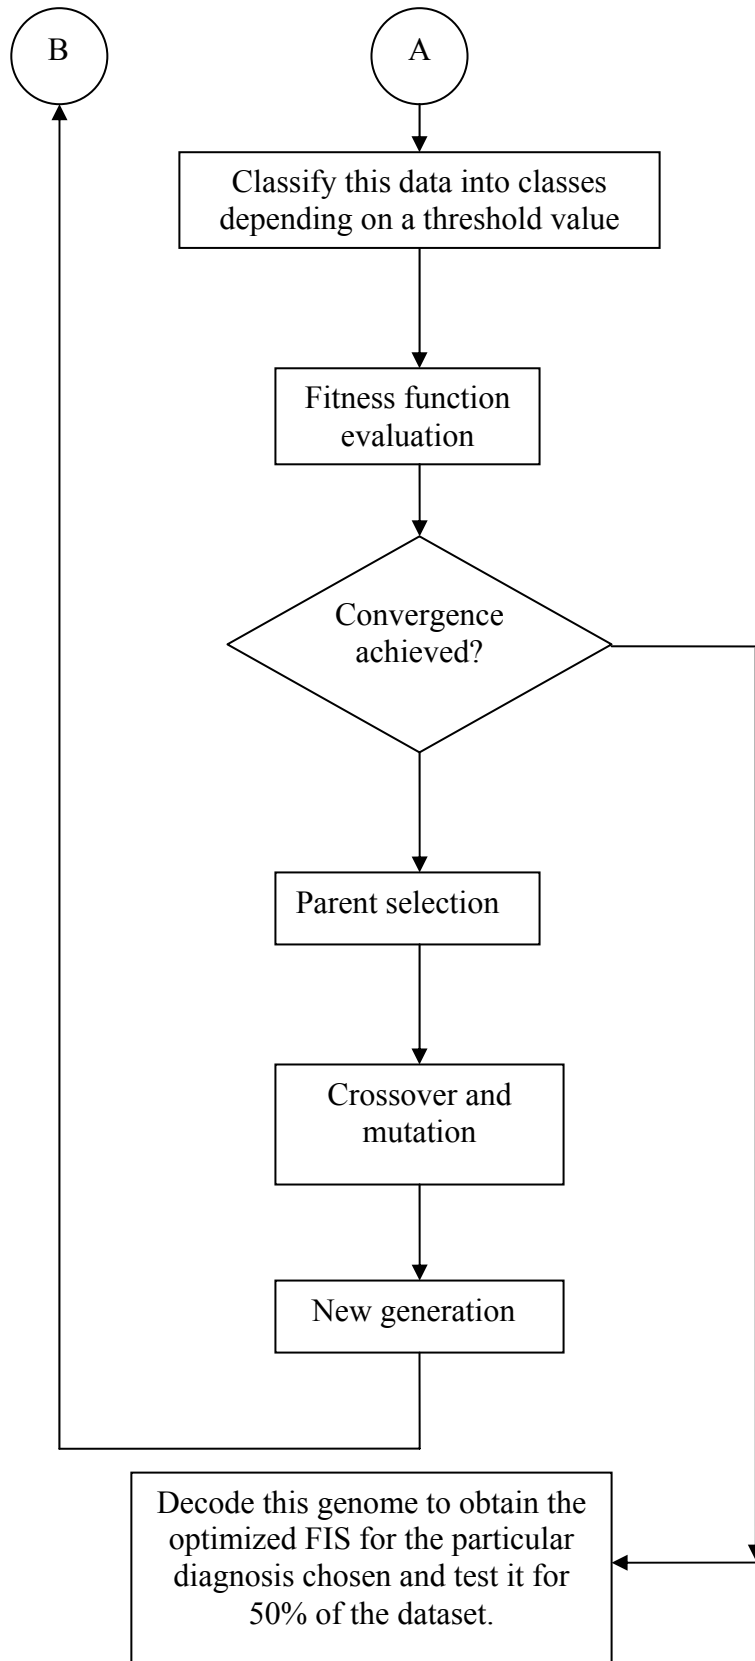 B
A
Classify this data into classes
depending on a threshold value
Fitness function
evaluation
Convergence
achieved?
Parent selection
Crossover and
mutation
New generation
Decode this genome to obtain the
optimized FIS for the particular
diagnosis chosen and test it for
50% of the dataset.